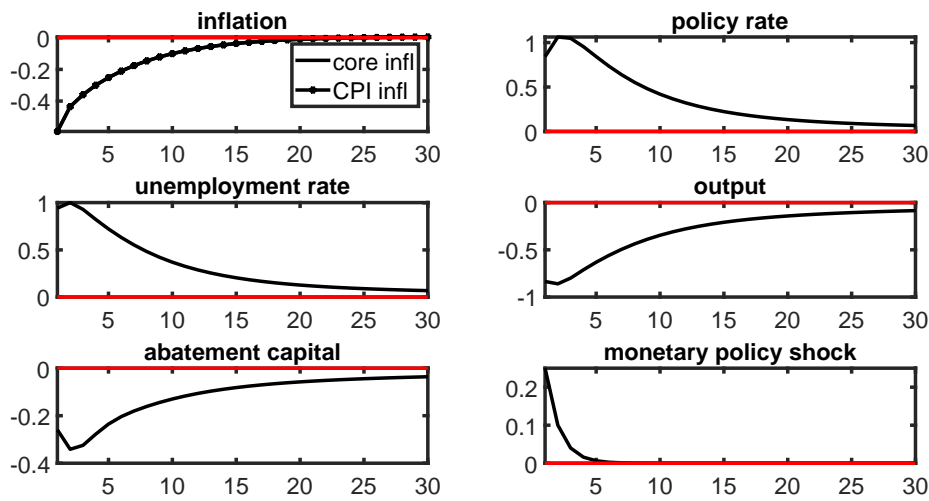 inflation
0
-0.2
-0.4
core infl
CPI infl
5 10 15 20 25 30
policy rate
1
0.5
0
5 10 15 20 25 30
unemployment rate
1
0.5
0
5 10 15 20 25 30
output
0
-0.5
-1
5 10 15 20 25 30
abatement capital
0
-0.2
-0.4
5 10 15 20 25 30
monetary policy shock
0.2
0.1
0
5 10 15 20 25 30